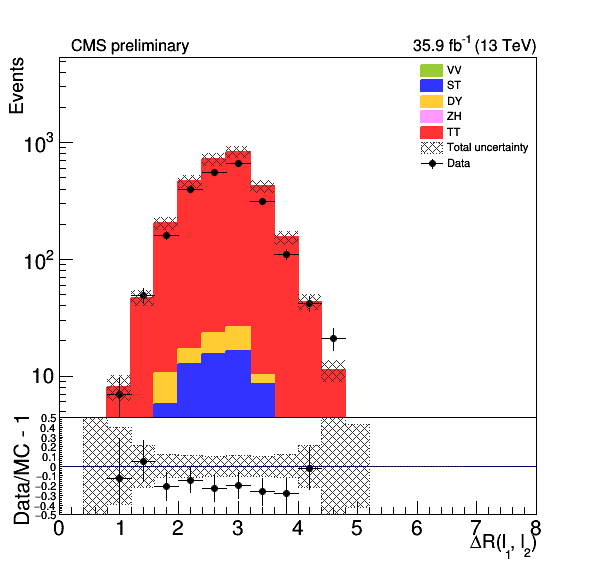 CMS preliminary
35.9 fb⁻¹ (13 TeV)
Events
VV
ST
DY
ZH
TT
Total uncertainty
Data
10³
10²
10
Data/MC - 1
0.5
0.4
0.3
0.2
0.1
0
−0.1
−0.2
−0.3
−0.4
−0.5
0 1 2 3 4 5 6 7 8
ΔR(l₁, l₂)